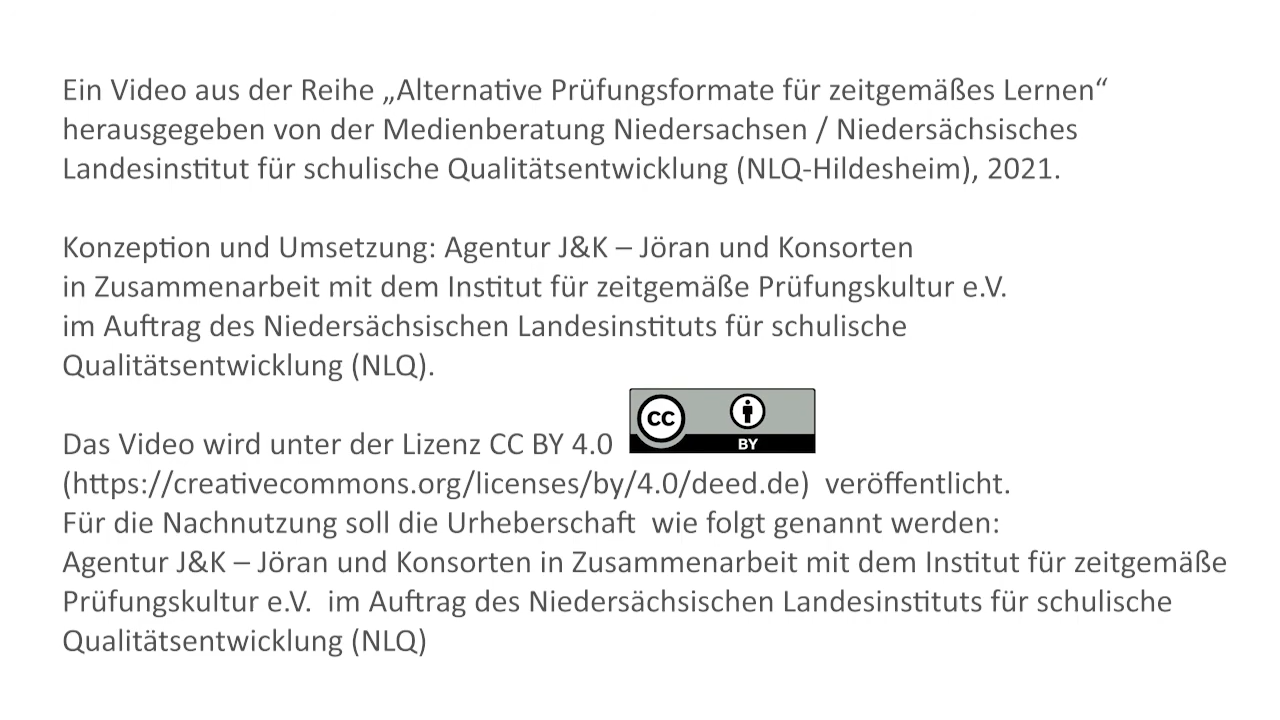 Ein Video aus der Reihe „Alternative Prüfungsformate für zeitgemäßes Lernen“
herausgegeben von der Medienberatung Niedersachsen / Niedersächsisches
Landesinstitut für schulische Qualitätsentwicklung (NLQ-Hildesheim), 2021.
Konzeption und Umsetzung: Agentur J&K – Jöran und Konsorten
in Zusammenarbeit mit dem Institut für zeitgemäße Prüfungskultur e.V.
im Auftrag des Niedersächsischen Landesinstituts für schulische
Qualitätsentwicklung (NLQ).
Das Video wird unter der Lizenz CC BY 4.0
CC BY
(https://creativecommons.org/licenses/by/4.0/deed.de) veröffentlicht.
Für die Nachnutzung soll die Urheberschaft wie folgt genannt werden:
Agentur J&K – Jöran und Konsorten in Zusammenarbeit mit dem Institut für zeitgemäße
Prüfungskultur e.V. im Auftrag des Niedersächsischen Landesinstituts für schulische
Qualitätsentwicklung (NLQ)